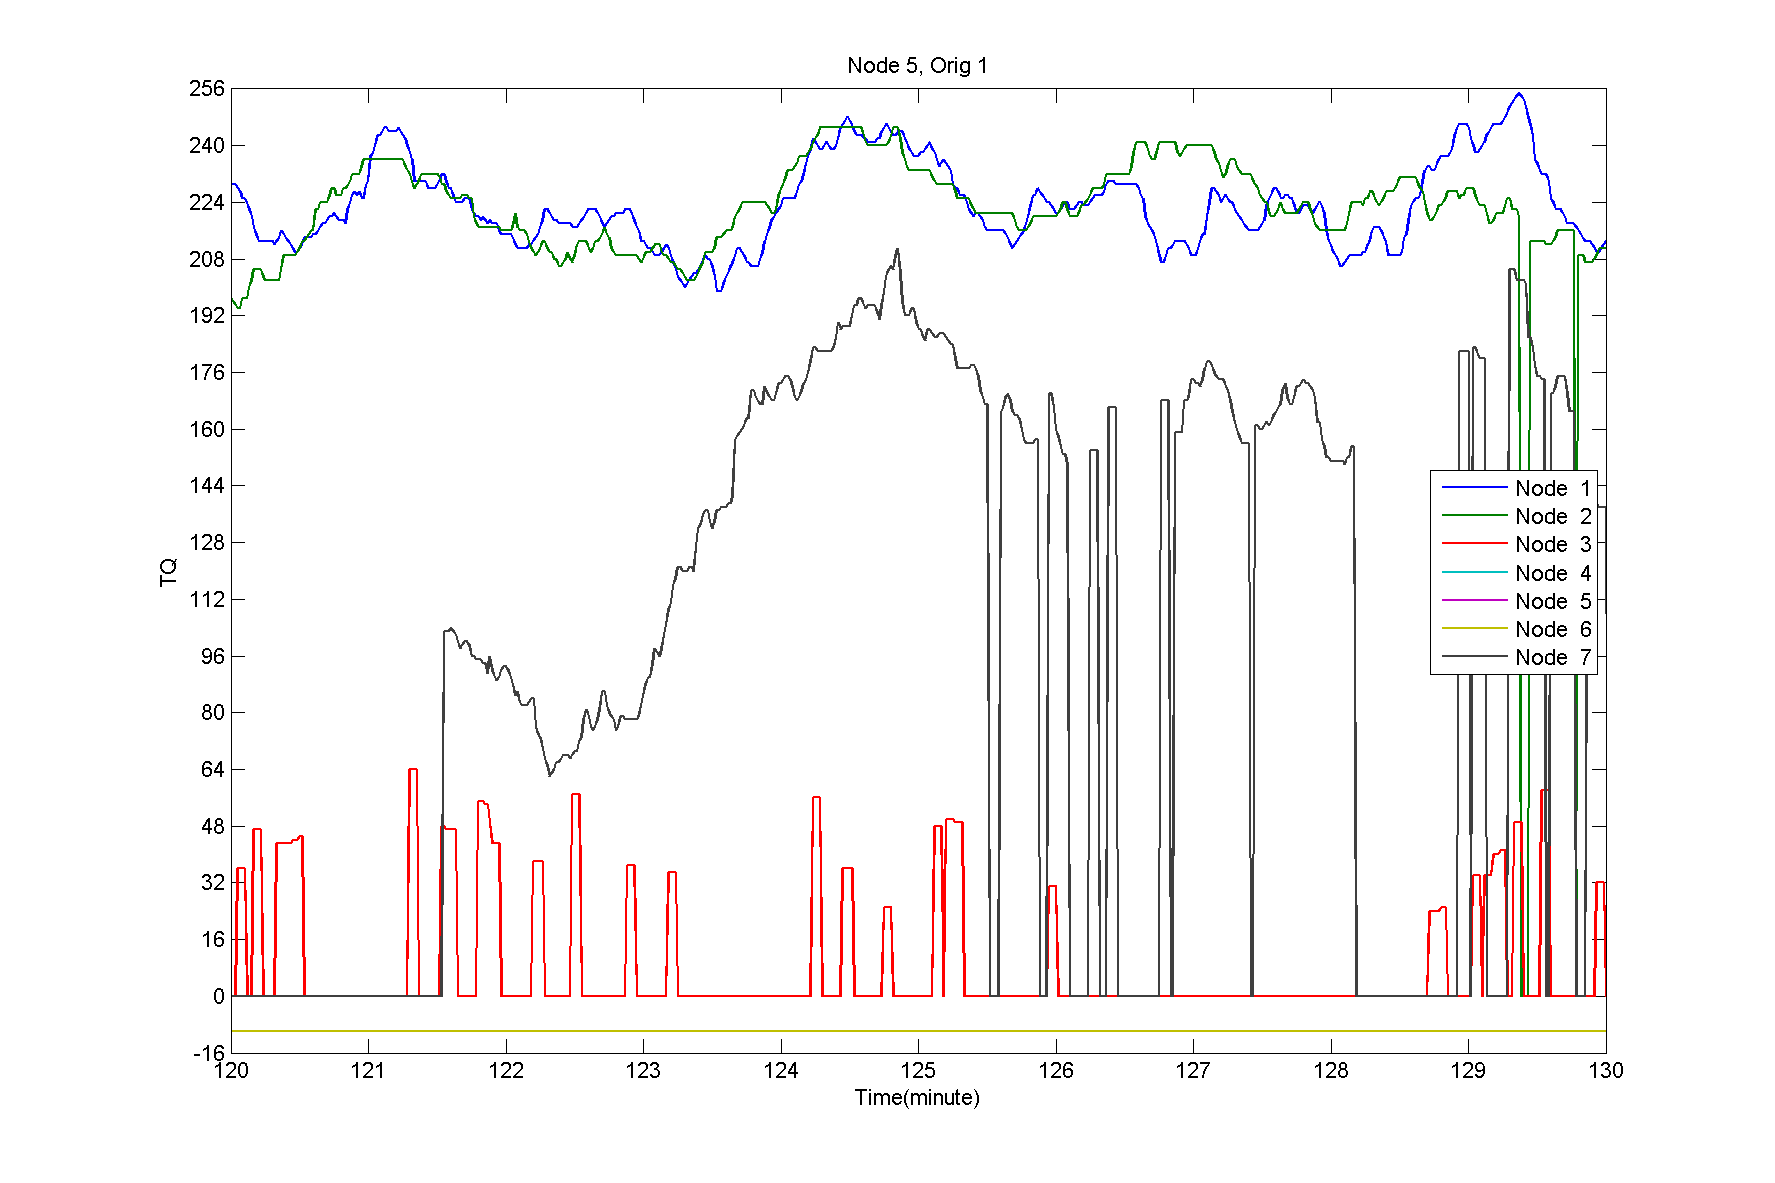 Node 5, Orig 1
256
240
224
208
192
176
160
144
128
112
96
80
64
48
32
16
0
-16
TQ
120 121 122 123 124 125 126 127 128 129 130
Time(minute)
Node 1
Node 2
Node 3
Node 4
Node 5
Node 6
Node 7